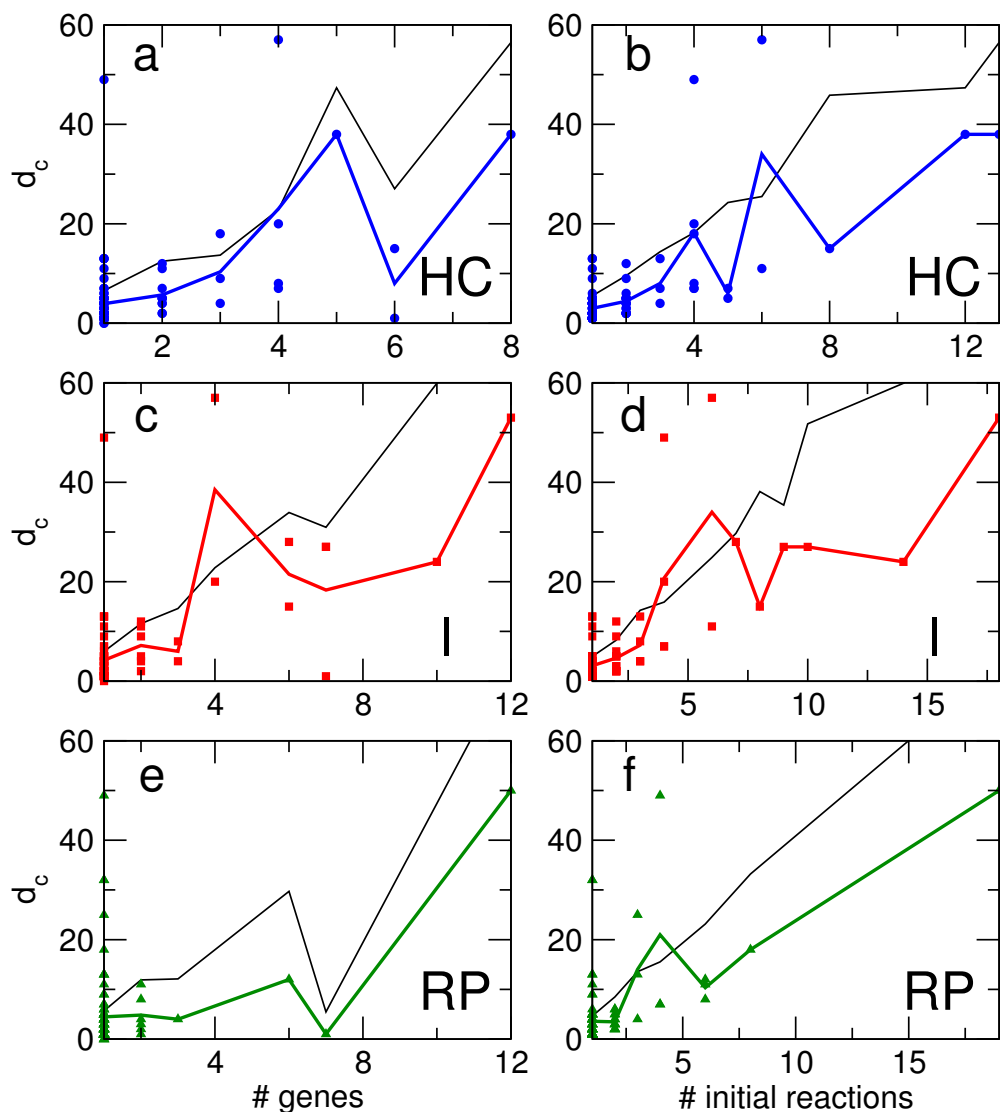 60 a 60 b
40 40
d_c
20 20
0 HC 0 HC
2 4 6 8 4 8 12
60 c 60 d
40 40
d_c
20 20
0 I 0 I
4 8 12 5 10 15
60 e 60 f
40 40
d_c
20 20
0 RP 0 RP
4 8 12 5 10 15
# genes # initial reactions